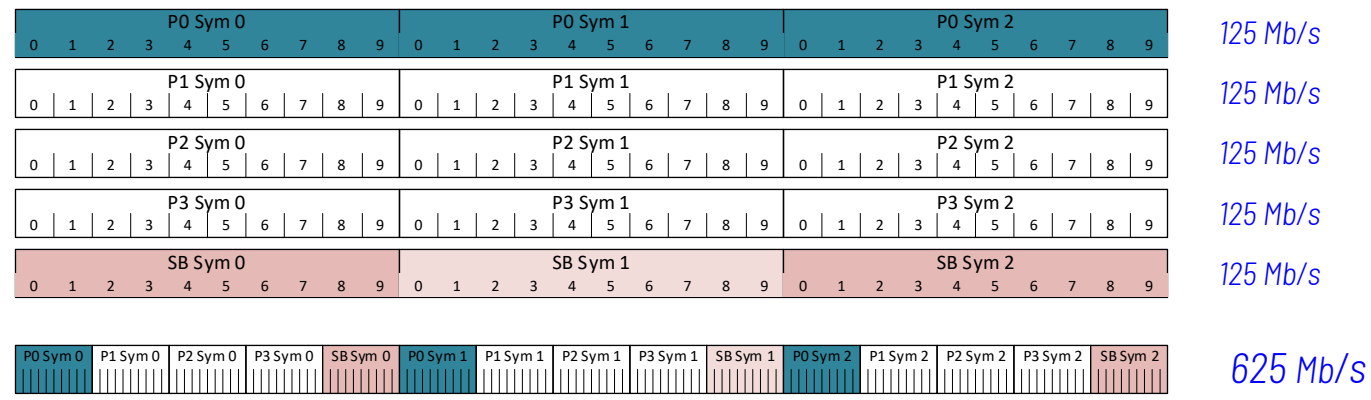 P0 Sym 0 P0 Sym 1 P0 Sym 2
0 1 2 3 4 5 6 7 8 9 0 1 2 3 4 5 6 7 8 9 0 1 2 3 4 5 6 7 8 9
125 Mb/s
P1 Sym 0 P1 Sym 1 P1 Sym 2
0 1 2 3 4 5 6 7 8 9 0 1 2 3 4 5 6 7 8 9 0 1 2 3 4 5 6 7 8 9
125 Mb/s
P2 Sym 0 P2 Sym 1 P2 Sym 2
0 1 2 3 4 5 6 7 8 9 0 1 2 3 4 5 6 7 8 9 0 1 2 3 4 5 6 7 8 9
125 Mb/s
P3 Sym 0 P3 Sym 1 P3 Sym 2
0 1 2 3 4 5 6 7 8 9 0 1 2 3 4 5 6 7 8 9 0 1 2 3 4 5 6 7 8 9
125 Mb/s
SB Sym 0 SB Sym 1 SB Sym 2
0 1 2 3 4 5 6 7 8 9 0 1 2 3 4 5 6 7 8 9 0 1 2 3 4 5 6 7 8 9
125 Mb/s
P0 Sym 0 P1 Sym 0 P2 Sym 0 P3 Sym 0 SB Sym 0 P0 Sym 1 P1 Sym 1 P2 Sym 1 P3 Sym 1 SB Sym 1 P0 Sym 2 P1 Sym 2 P2 Sym 2 P3 Sym 2 SB Sym 2
625 Mb/s